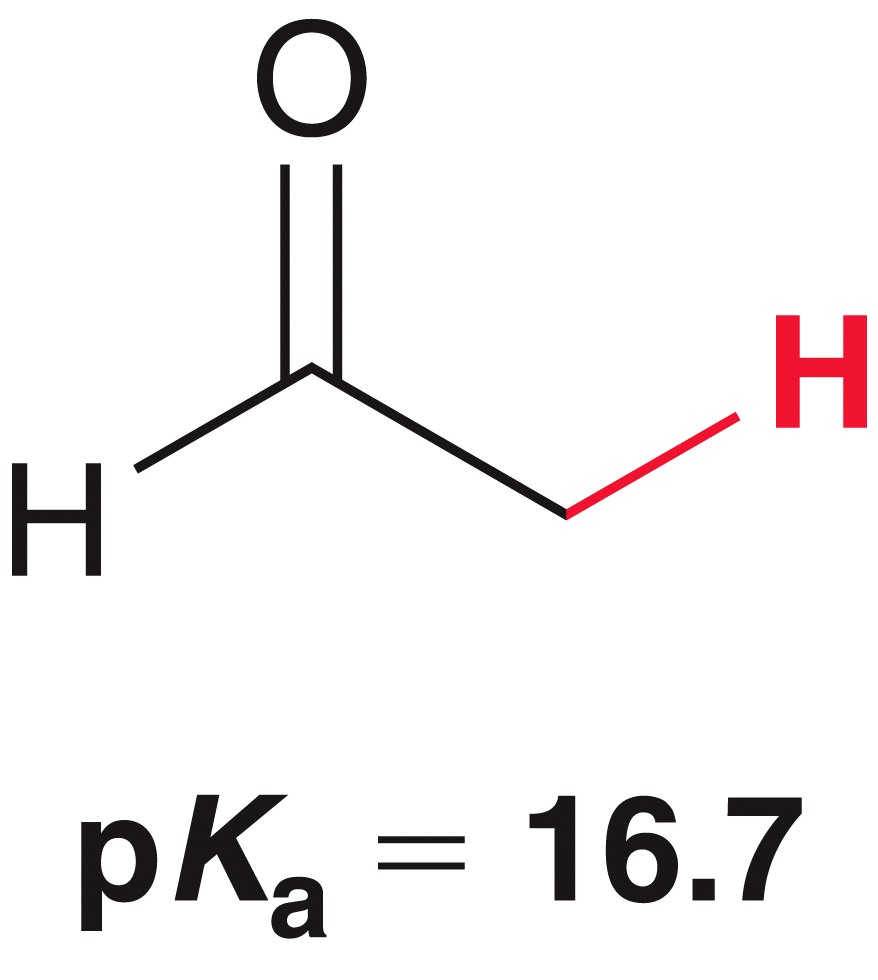 O
H
H
pKa = 16.7